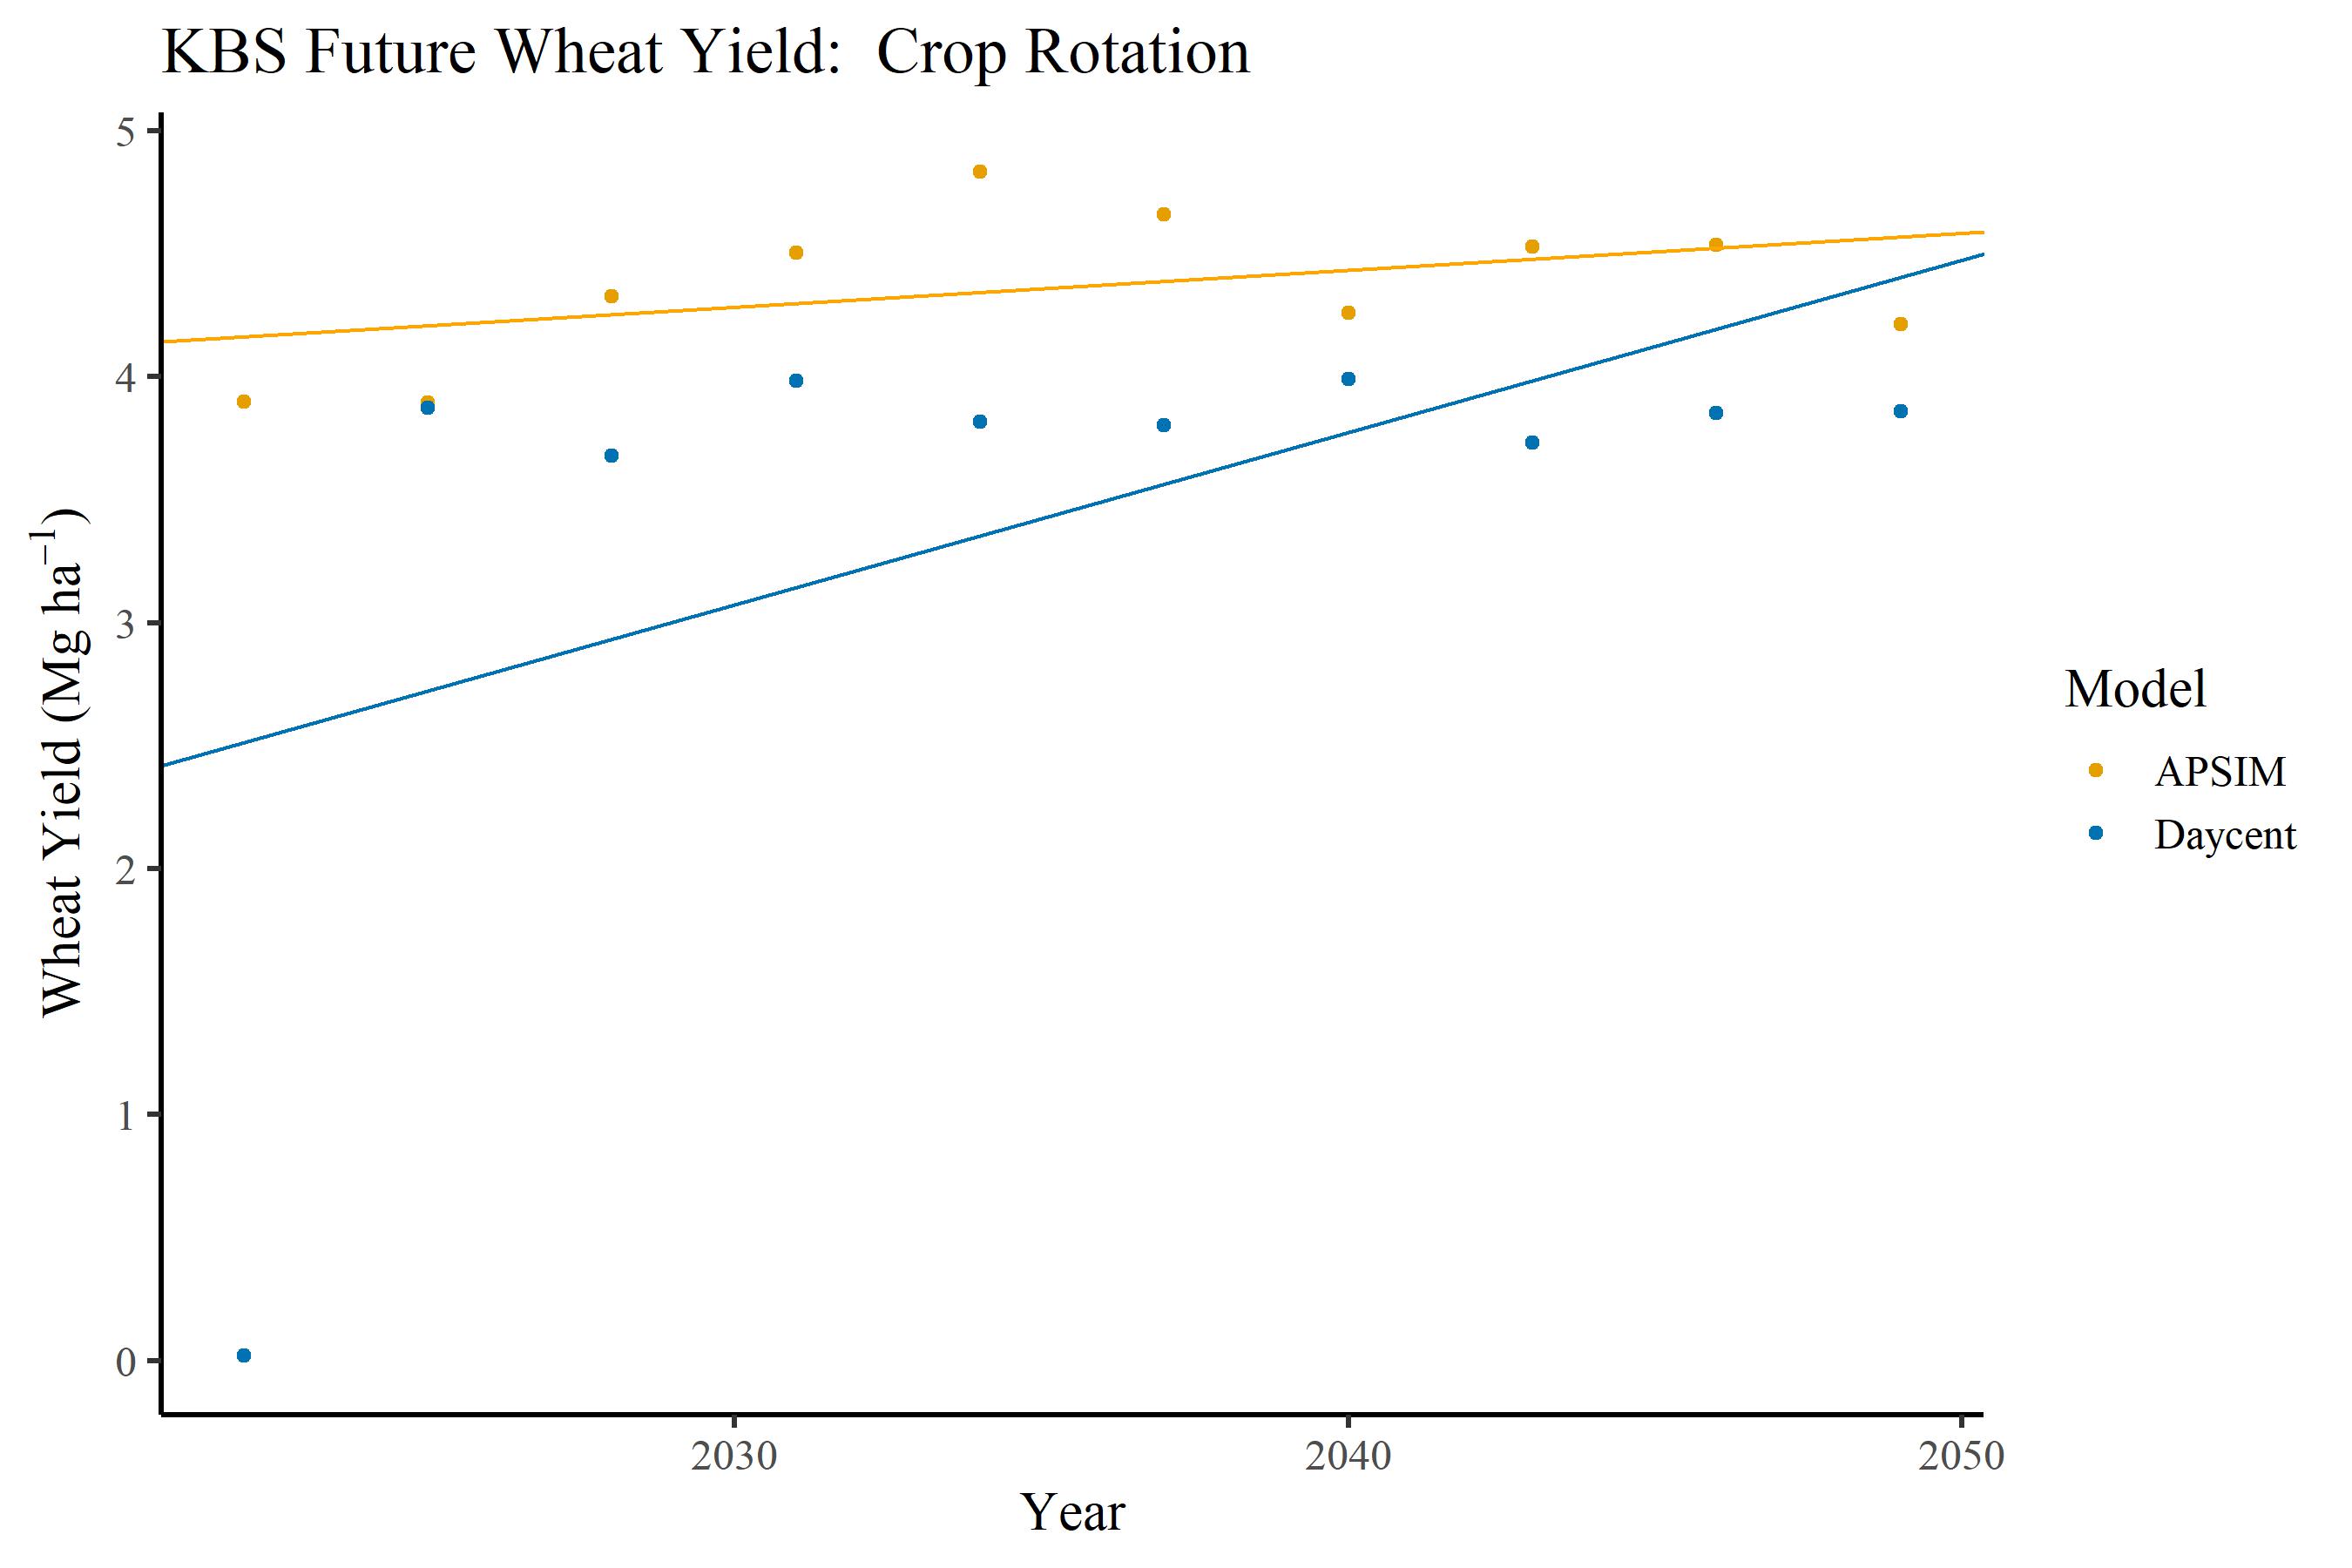 KBS Future Wheat Yield:  Crop Rotation
Wheat Yield (Mg ha⁻¹)
5
4
3
2
1
0
2030 2040 2050
Year
Model
APSIM
Daycent